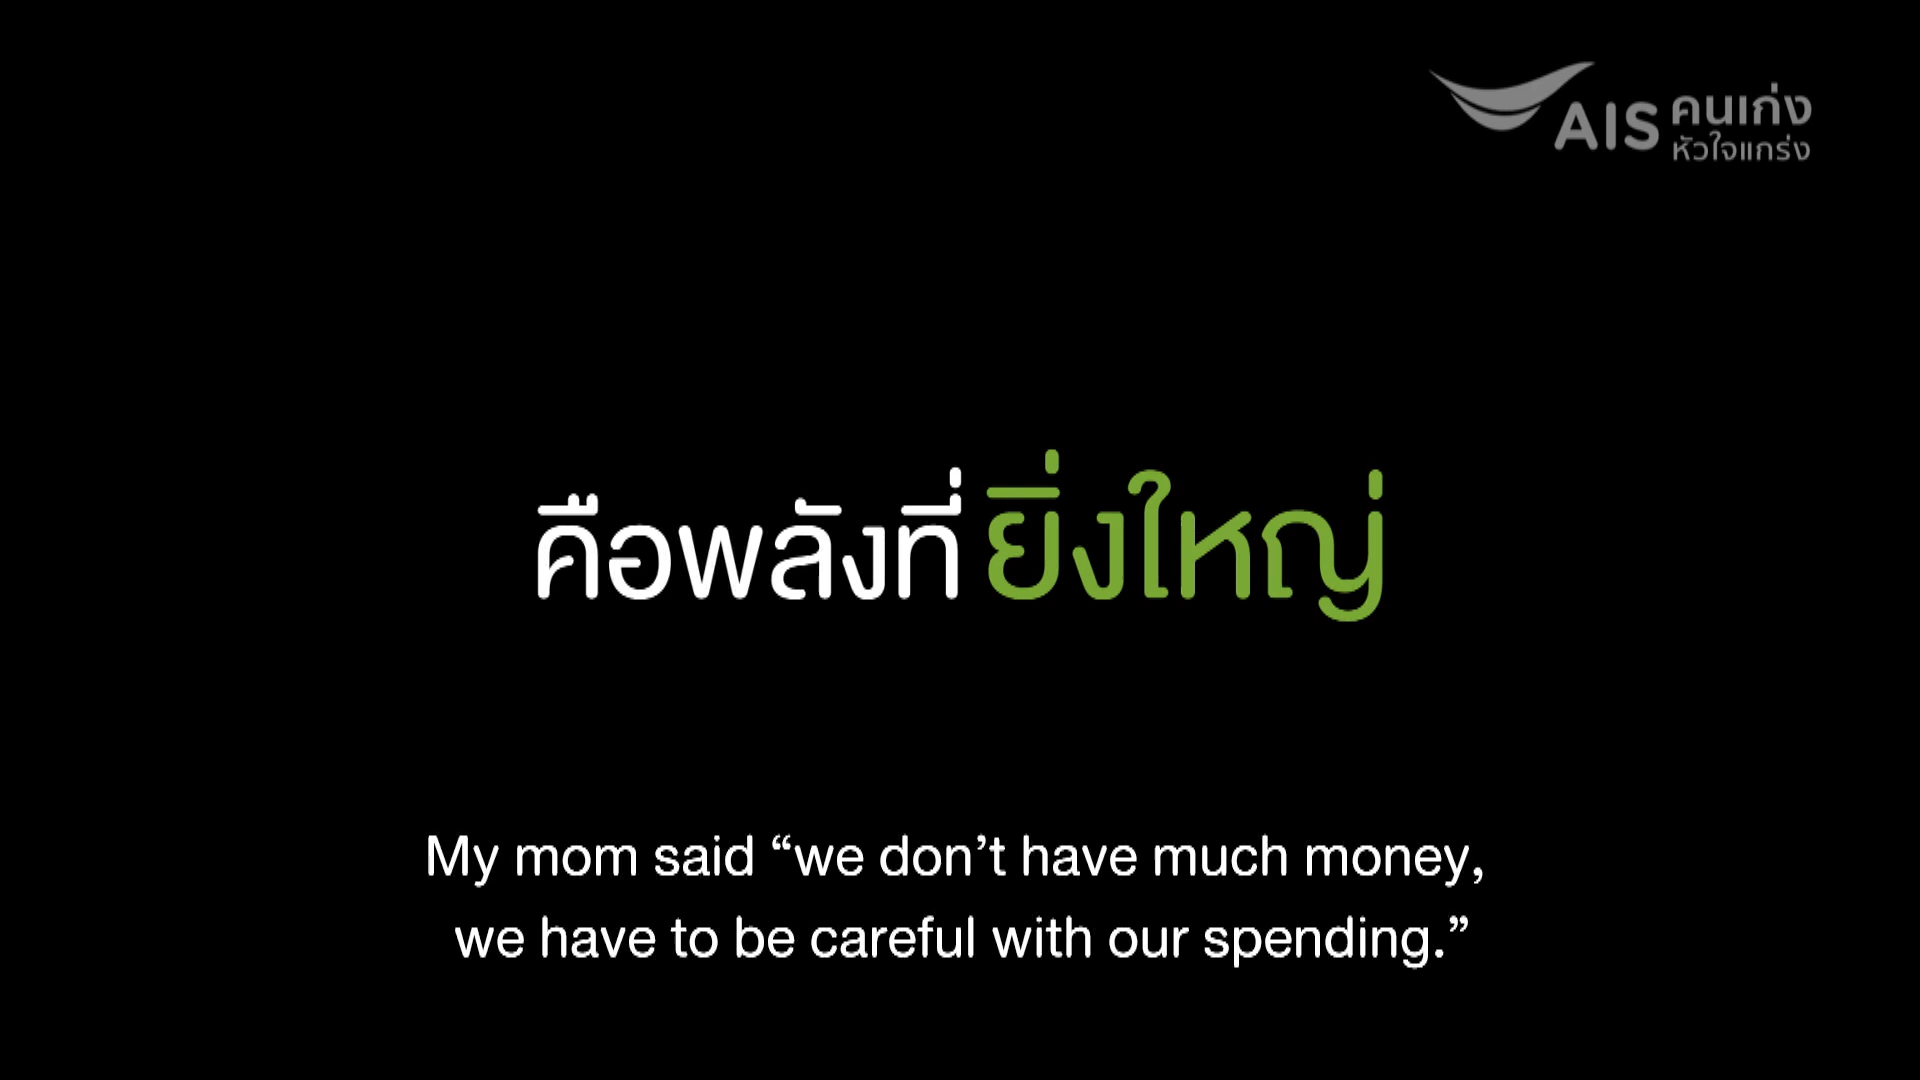 AIS คนเก่ง
หัวใจแกร่ง
คือพลังที่ ยิ่งใหญ่
My mom said “we don’t have much money,
we have to be careful with our spending.”